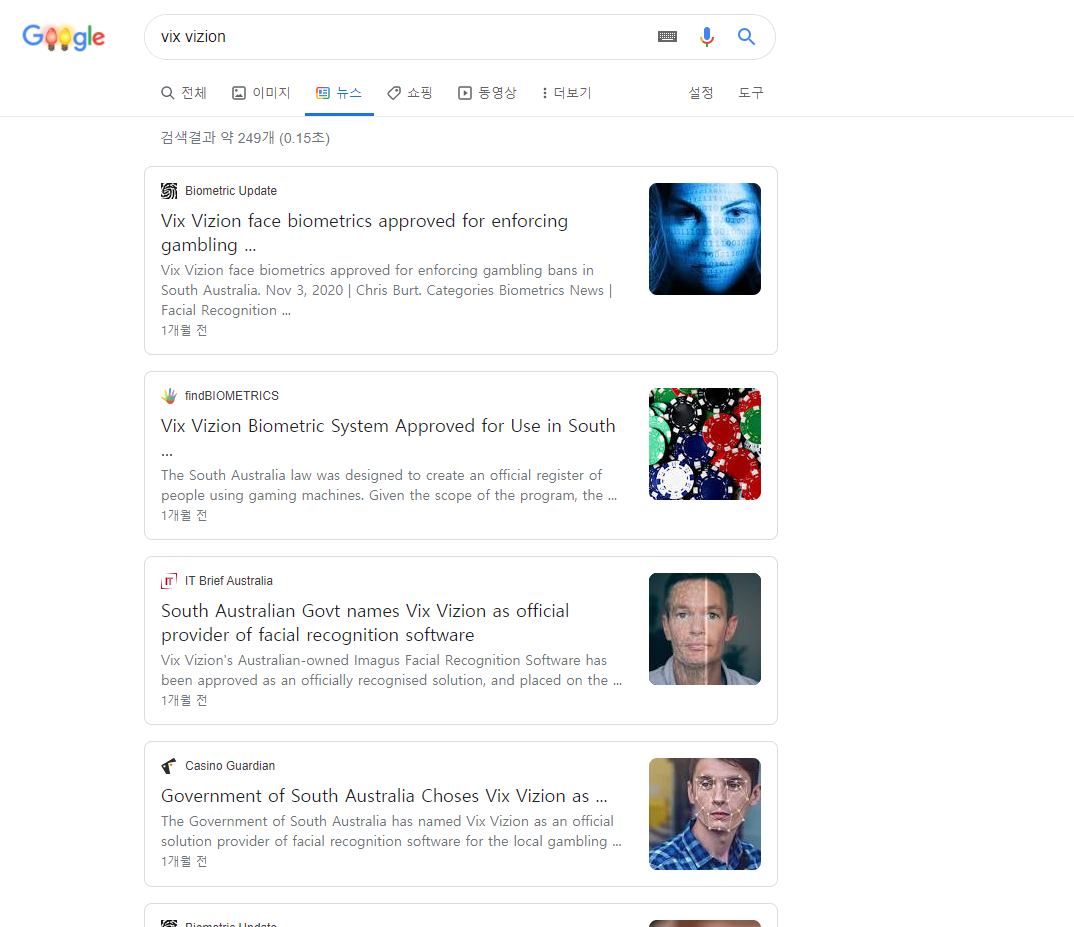 Google
vix vizion
전체 이미지 뉴스 쇼핑 동영상 더보기 설정 도구
검색결과 약 249개 (0.15초)
Biometric Update
Vix Vizion face biometrics approved for enforcing
gambling ...
Vix Vizion face biometrics approved for enforcing gambling bans in
South Australia. Nov 3, 2020 | Chris Burt. Categories Biometrics News |
Facial Recognition ...
1개월 전
findBIOMETRICS
Vix Vizion Biometric System Approved for Use in South
...
The South Australia law was designed to create an official register of
people using gaming machines. Given the scope of the program, the ...
1개월 전
IT
IT Brief Australia
South Australian Govt names Vix Vizion as official
provider of facial recognition software
Vix Vizion's Australian-owned Imagus Facial Recognition Software has
been approved as an officially recognised solution, and placed on the ...
1개월 전
Casino Guardian
Government of South Australia Choses Vix Vizion as ...
The Government of South Australia has named Vix Vizion as an official
solution provider of facial recognition software for the local gambling ...
1개월 전
Biometric Update